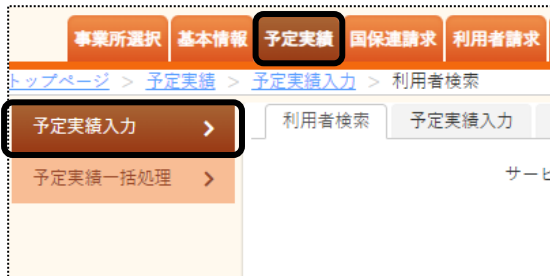 事業所選択 基本情報 予定実績 国保連請求 利用者請求
トップページ > 予定実績 > 予定実績入力 > 利用者検索
予定実績入力 >
利用者検索 予定実績入力
予定実績一括処理 >
サービ